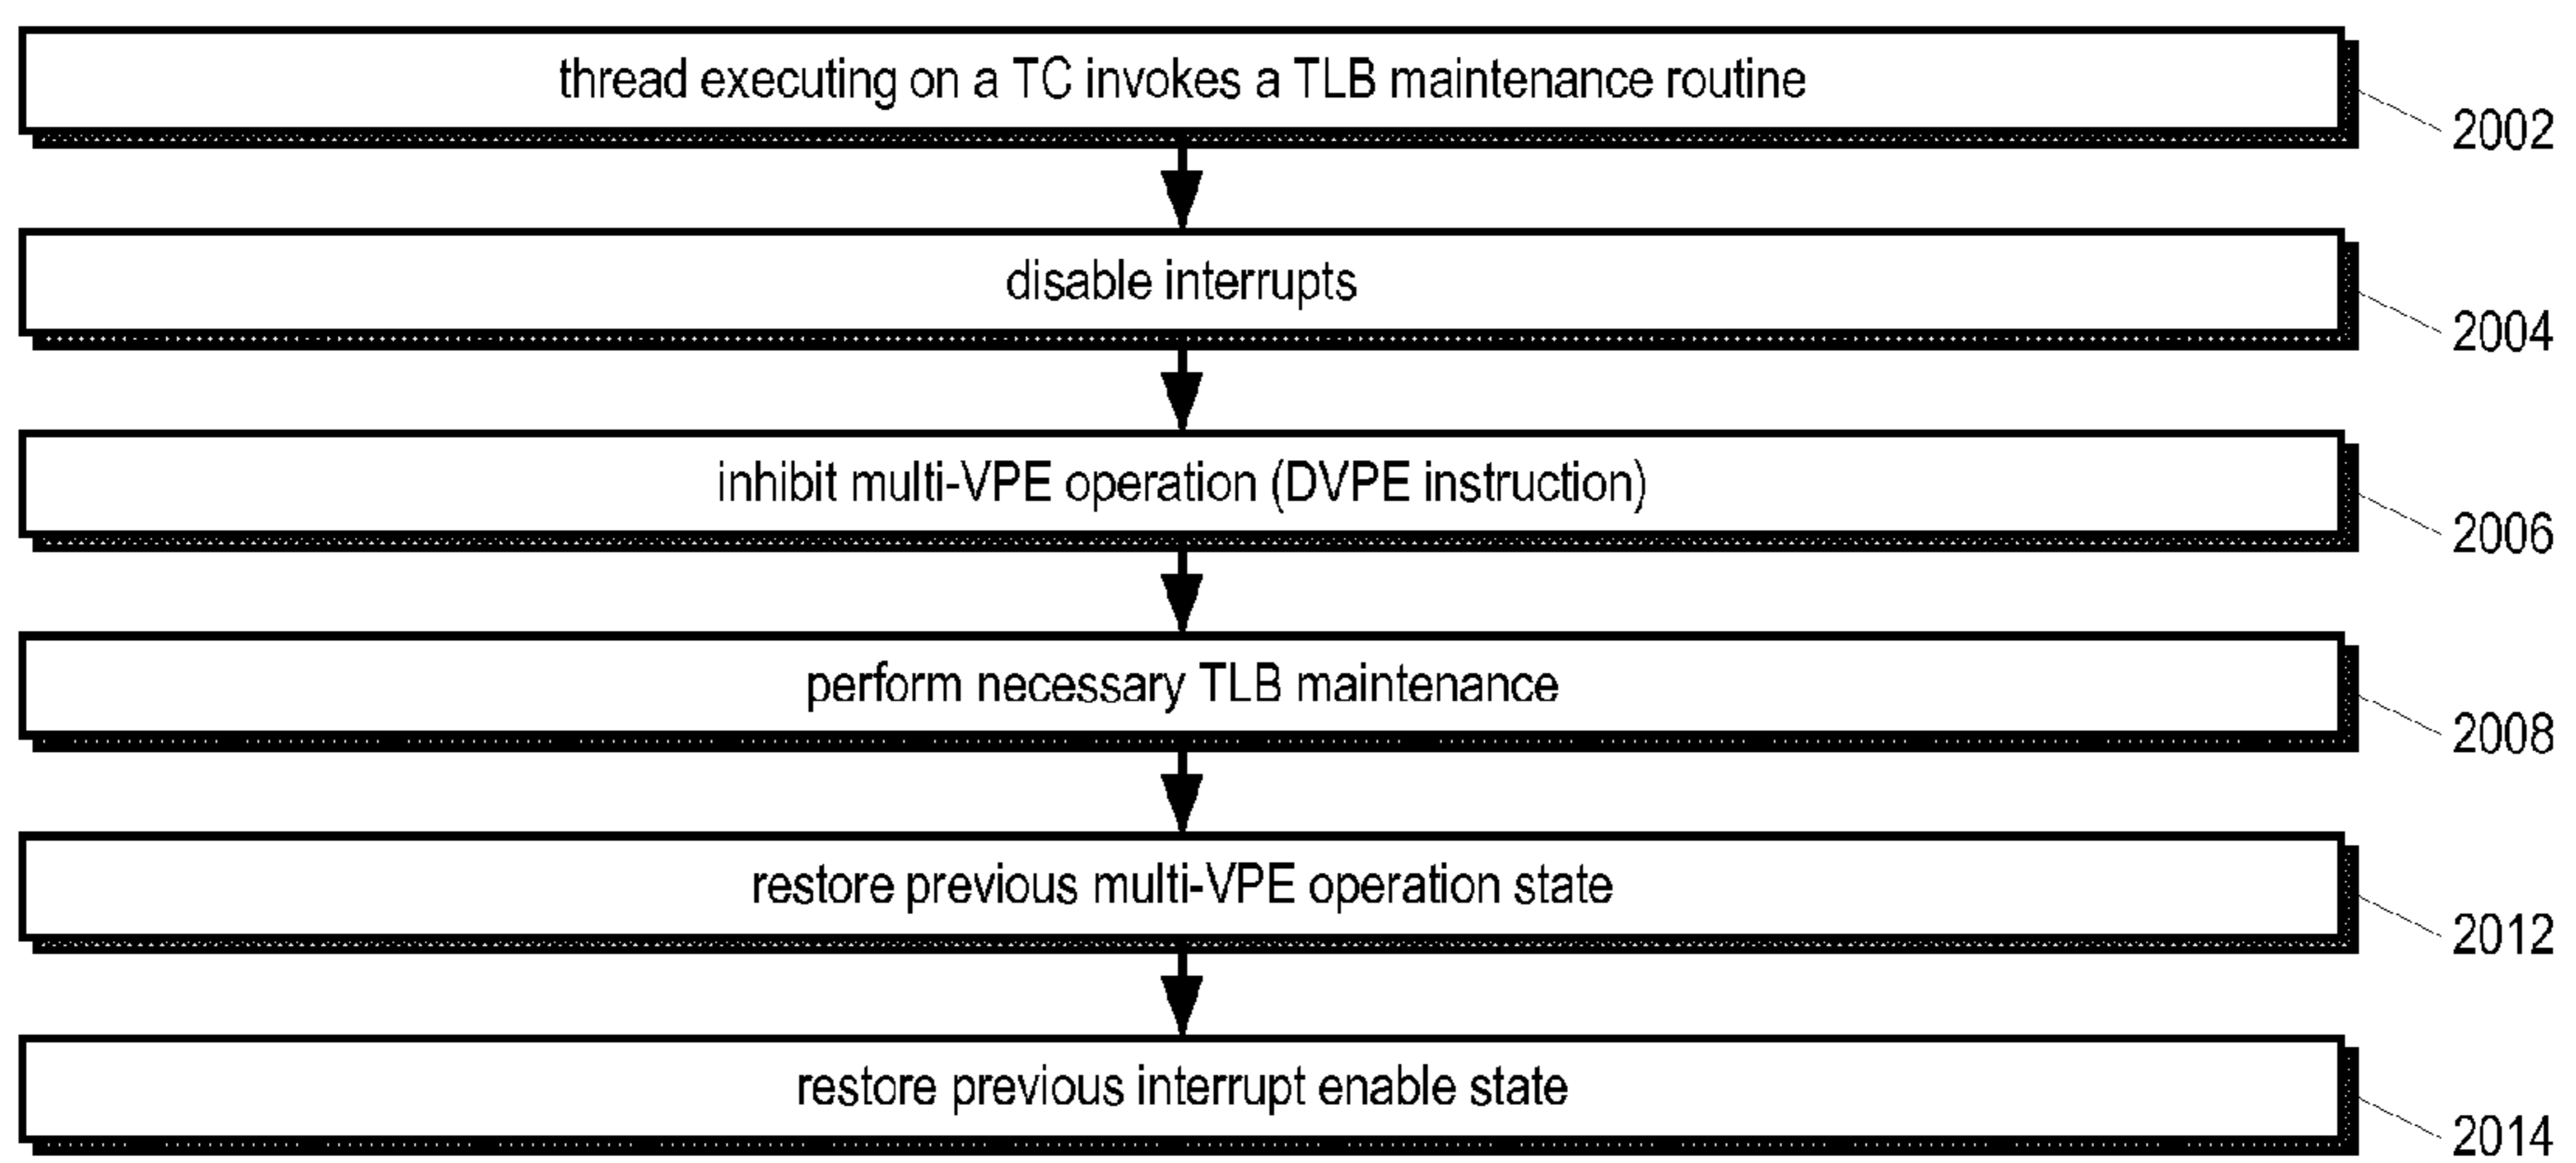 thread executing on a TC invokes a TLB maintenance routine
2002
disable interrupts
2004
inhibit multi-VPE operation (DVPE instruction)
2006
perform necessary TLB maintenance
2008
restore previous multi-VPE operation state
2012
restore previous interrupt enable state
2014